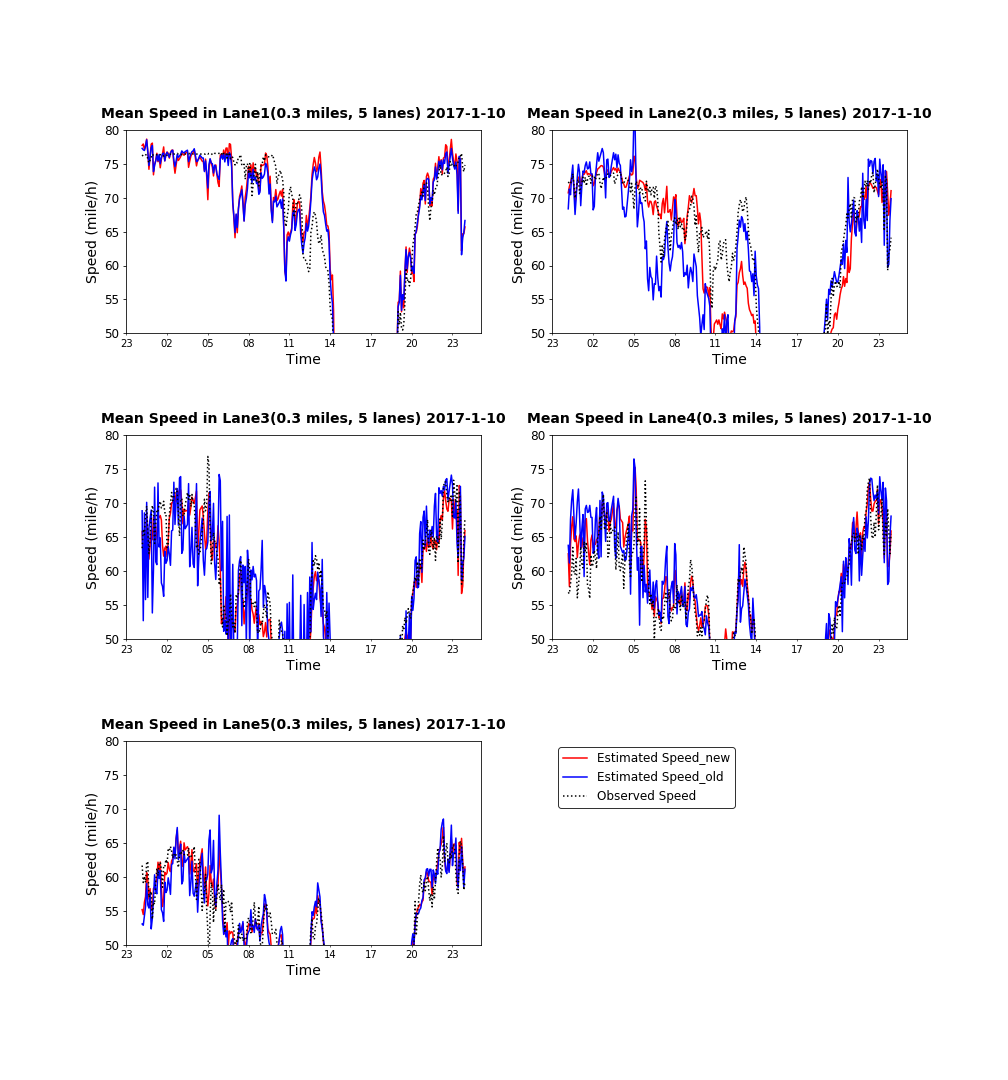 Mean Speed in Lane1(0.3 miles, 5 lanes) 2017-1-10
80
75
70
65
60
55
50
Speed (mile/h)
23 02 05 08 11 14 17 20 23
Time
Mean Speed in Lane2(0.3 miles, 5 lanes) 2017-1-10
80
75
70
65
60
55
50
Speed (mile/h)
23 02 05 08 11 14 17 20 23
Time
Mean Speed in Lane3(0.3 miles, 5 lanes) 2017-1-10
80
75
70
65
60
55
50
Speed (mile/h)
23 02 05 08 11 14 17 20 23
Time
Mean Speed in Lane4(0.3 miles, 5 lanes) 2017-1-10
80
75
70
65
60
55
50
Speed (mile/h)
23 02 05 08 11 14 17 20 23
Time
Mean Speed in Lane5(0.3 miles, 5 lanes) 2017-1-10
80
75
70
65
60
55
50
Speed (mile/h)
23 02 05 08 11 14 17 20 23
Time
Estimated Speed_new
Estimated Speed_old
Observed Speed